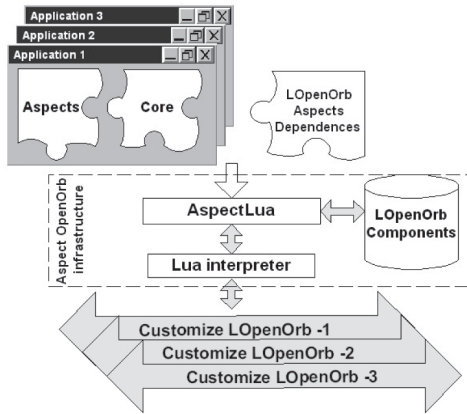 Application 3
Application 2
Application 1
Aspects
Core
LOpenOrb
Aspects
Dependences
Aspect OpenOrb
infrastructure
AspectLua
LOpenOrb
Components
Lua interpreter
Customize LOpenOrb -1
Customize LOpenOrb -2
Customize LOpenOrb -3